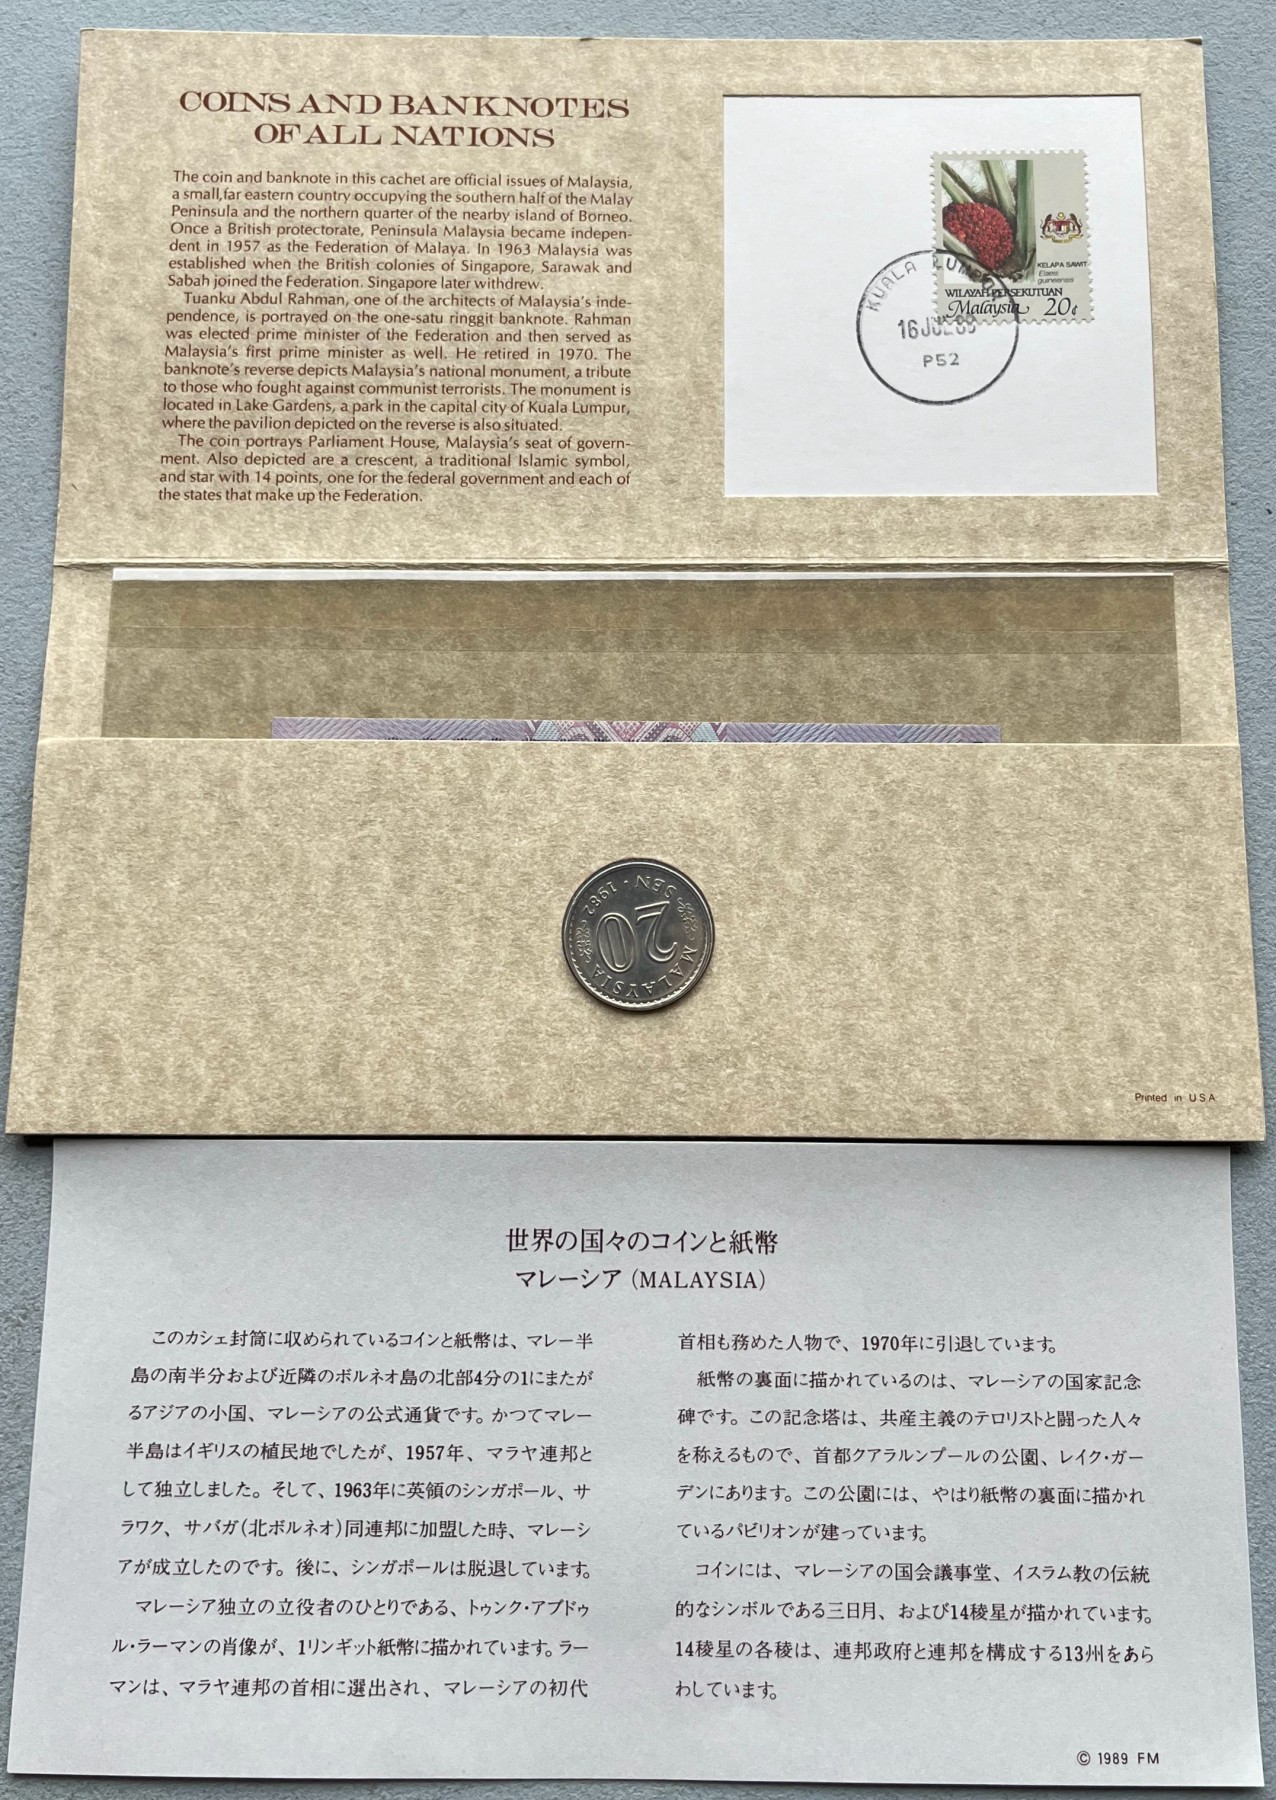 COINS AND BANKNOTES
OF ALL NATIONS
The coin and banknote in this cachet are official issues of Malaysia,
a small, far eastern country occupying the southern half of the Malay
Peninsula and the northern quarter of the nearby island of Borneo.
Once a British protectorate, Peninsula Malaysia became indepen-
dent in 1957 as the Federation of Malaya. In 1963 Malaysia was
established when the British colonies of Singapore, Sarawak and
Sabah joined the Federation. Singapore later withdrew.
Tuanku Abdul Rahman, one of the architects of Malaysia's inde-
pendence, is portrayed on the one-satu ringgit banknote. Rahman
was elected prime minister of the Federation and then served as
Malaysia's first prime minister as well. He retired in 1970. The
banknote's reverse depicts Malaysia's national monument, a tribute
to those who fought against communist terrorists. The monument is
located in Lake Gardens, a park in the capital city of Kuala Lumpur,
where the pavilion depicted on the reverse is also situated.
The coin portrays Parliament House, Malaysia's seat of govern-
ment. Also depicted are a crescent, a traditional Islamic symbol,
and star with 14 points, one for the federal government and each of
the states that make up the Federation.
KELAPA SAWIT
Elaeis
guineensis
WILAYAH PERSEKUTUAN
Malaysia 20¢
KUALA LUMPUR
16 JUL 89
P52
SEN · 1982
20
MALAYSIA
Printed in USA
世界の国々のコインと紙幣
マレーシア (MALAYSIA)
このカシェ封筒に収められているコインと紙幣は、マレー半
島の南半分および近隣のボルネオ島の北部4分の1にまたが
るアジアの小国、マレーシアの公式通貨です。かつてマレー
半島はイギリスの植民地でしたが、1957年、マラヤ連邦と
して独立しました。そして、1963年に英領のシンガポール、サ
ラワク、サバガ(北ボルネオ)同連邦に加盟した時、マレーシ
アが成立したのです。後に、シンガポールは脱退しています。
マレーシア独立の立役者のひとりである、トゥンク・アブドゥ
ル・ラーマンの肖像が、1リンギット紙幣に描かれています。ラー
マンは、マラヤ連邦の首相に選出され、マレーシアの初代
首相も務めた人物で、1970年に引退しています。
紙幣の裏面に描かれているのは、マレーシアの国家記念
碑です。この記念塔は、共産主義のテロリストと闘った人々
を称えるもので、首都クアラルンプールの公園、レイク・ガー
デンにあります。この公園には、やはり紙幣の裏面に描かれ
ているパビリオンが建っています。
コインには、マレーシアの国会議事堂、イスラム教の伝統
的なシンボルである三日月、および14稜星が描かれています。
14稜星の各稜は、連邦政府と連邦を構成する13州をあら
わしています。
© 1989 FM